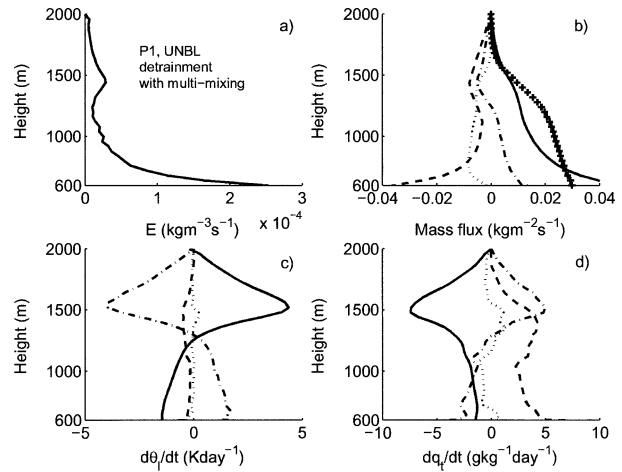 2000
1500
1000
600
Height (m)
a)
P1, UNBL
detrainment
with multi-mixing
0
1
2
3
E (kgm⁻³s⁻¹)
x 10⁻⁴
2000
1500
1000
600
Height (m)
b)
-0.04
-0.02
0
0.02
0.04
Mass flux (kgm⁻²s⁻¹)
2000
1500
1000
600
Height (m)
c)
-5
0
5
dθₗ/dt (Kday⁻¹)
2000
1500
1000
600
Height (m)
d)
-10
-5
0
5
10
dqₜ/dt (gkg⁻¹day⁻¹)